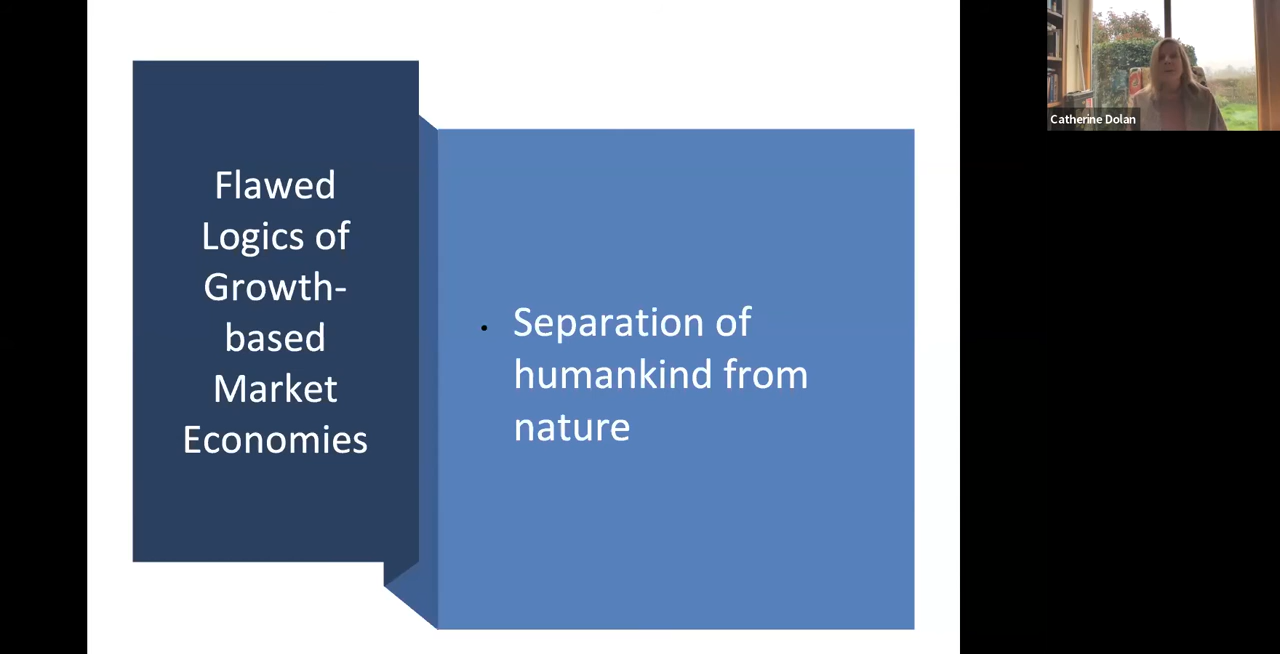 Flawed
Logics of
Growth-
based
Market
Economies
• Separation of
humankind from
nature
Catherine Dolan